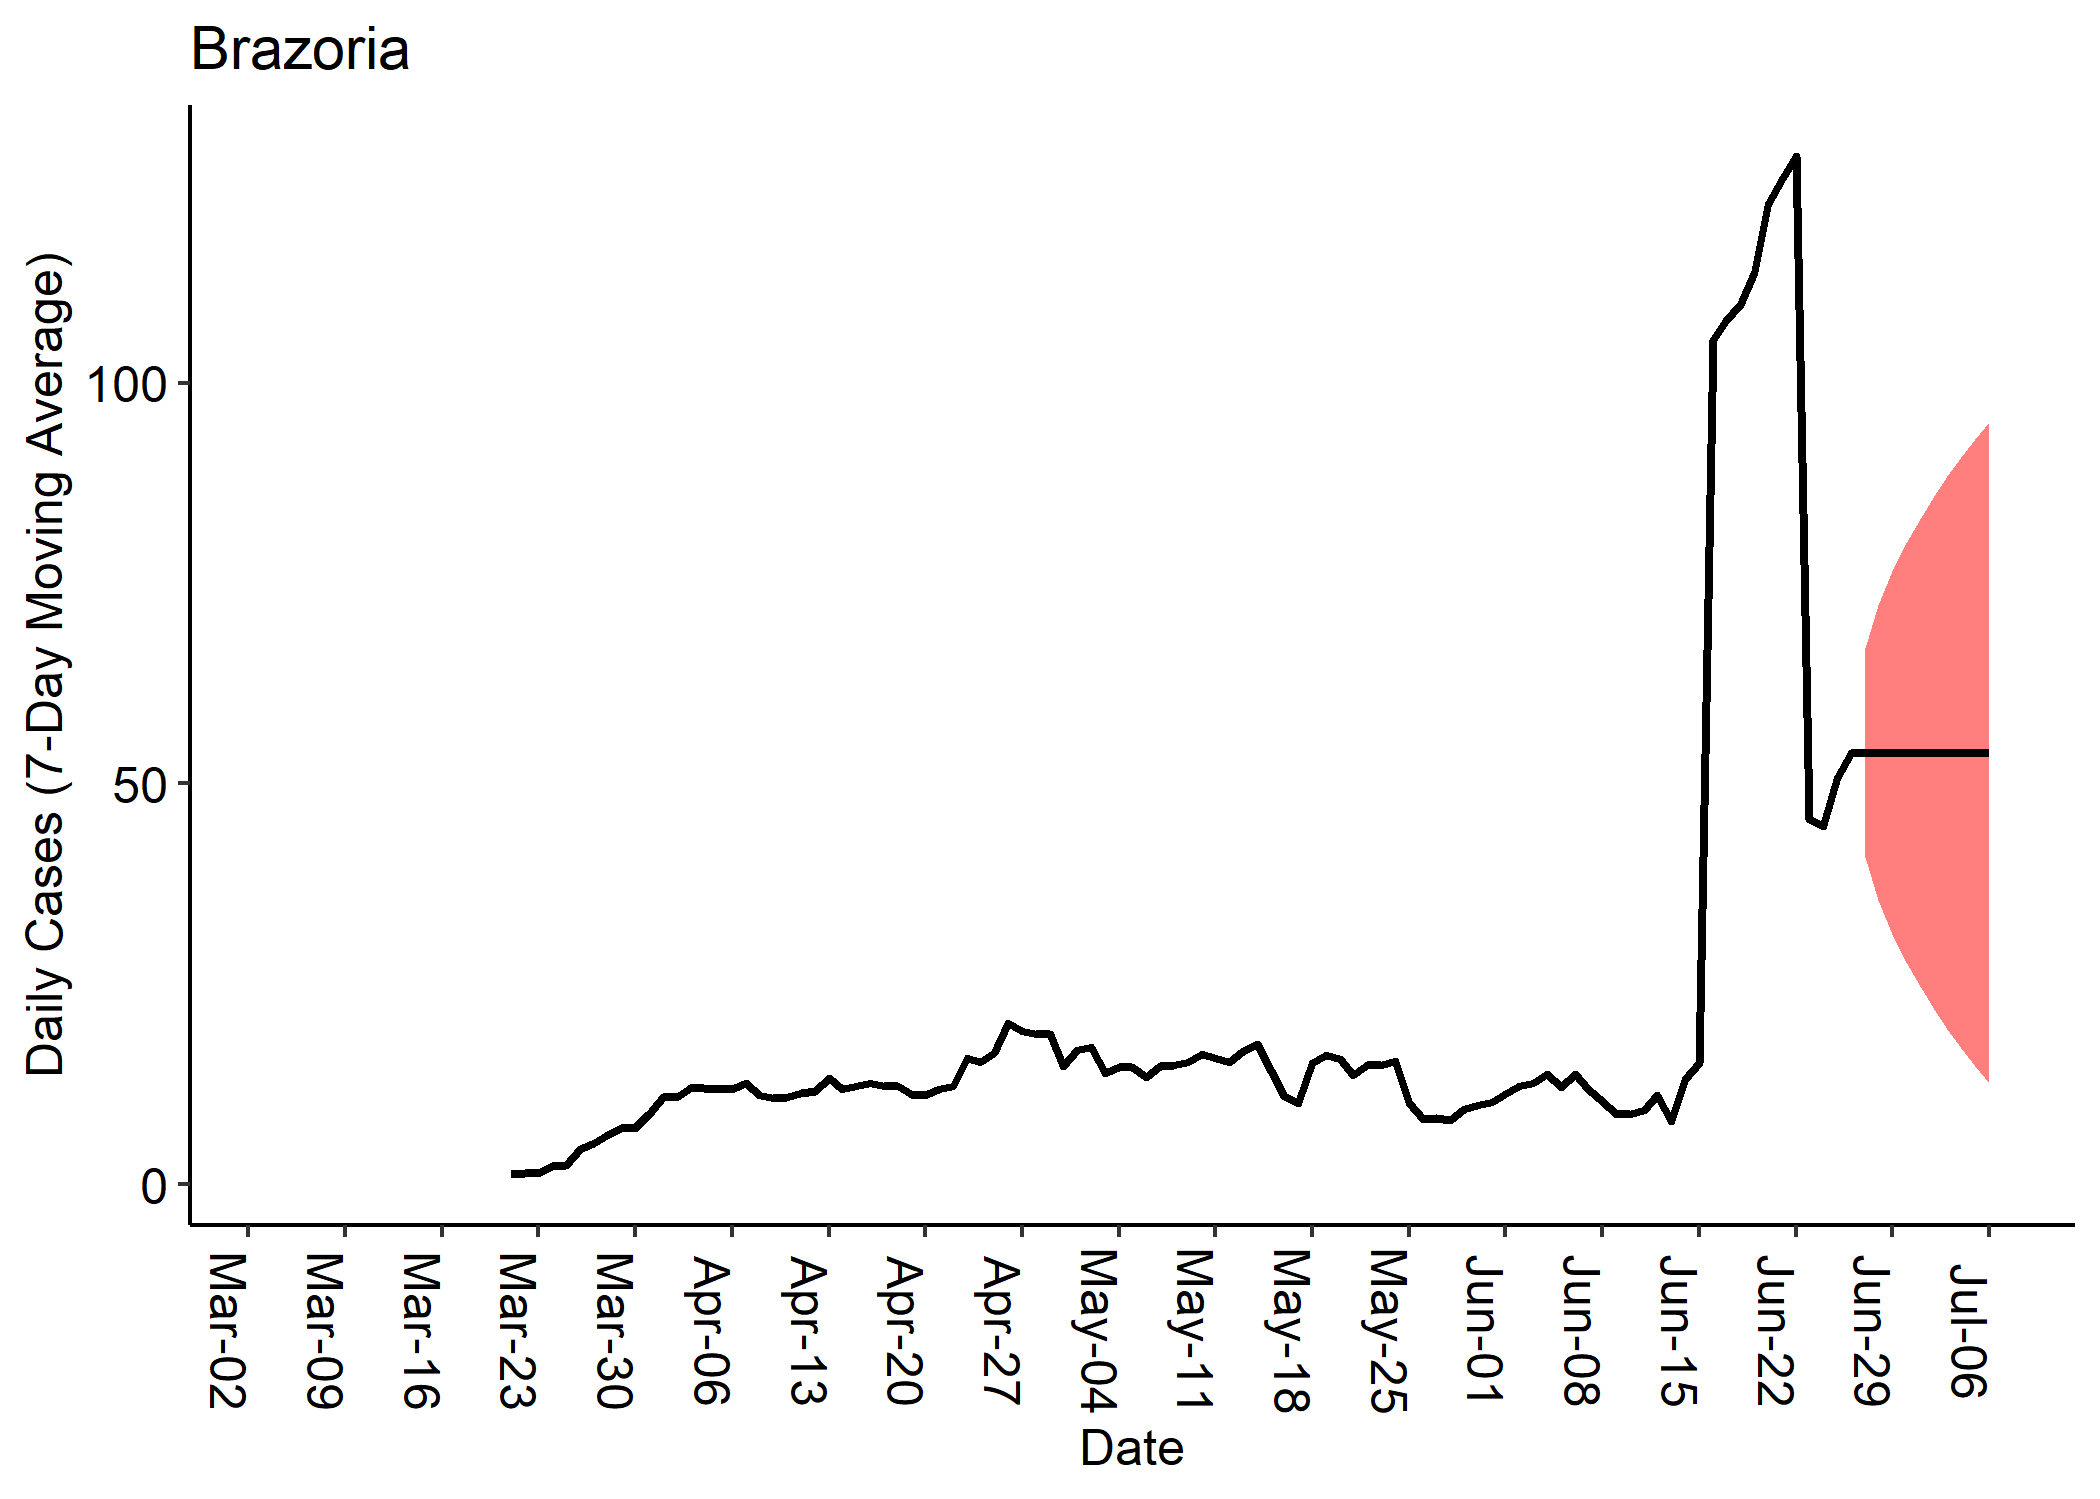 Brazoria
Daily Cases (7-Day Moving Average)
100
50
0
Mar-02
Mar-09
Mar-16
Mar-23
Mar-30
Apr-06
Apr-13
Apr-20
Apr-27
May-04
May-11
May-18
May-25
Jun-01
Jun-08
Jun-15
Jun-22
Jun-29
Jul-06
Date